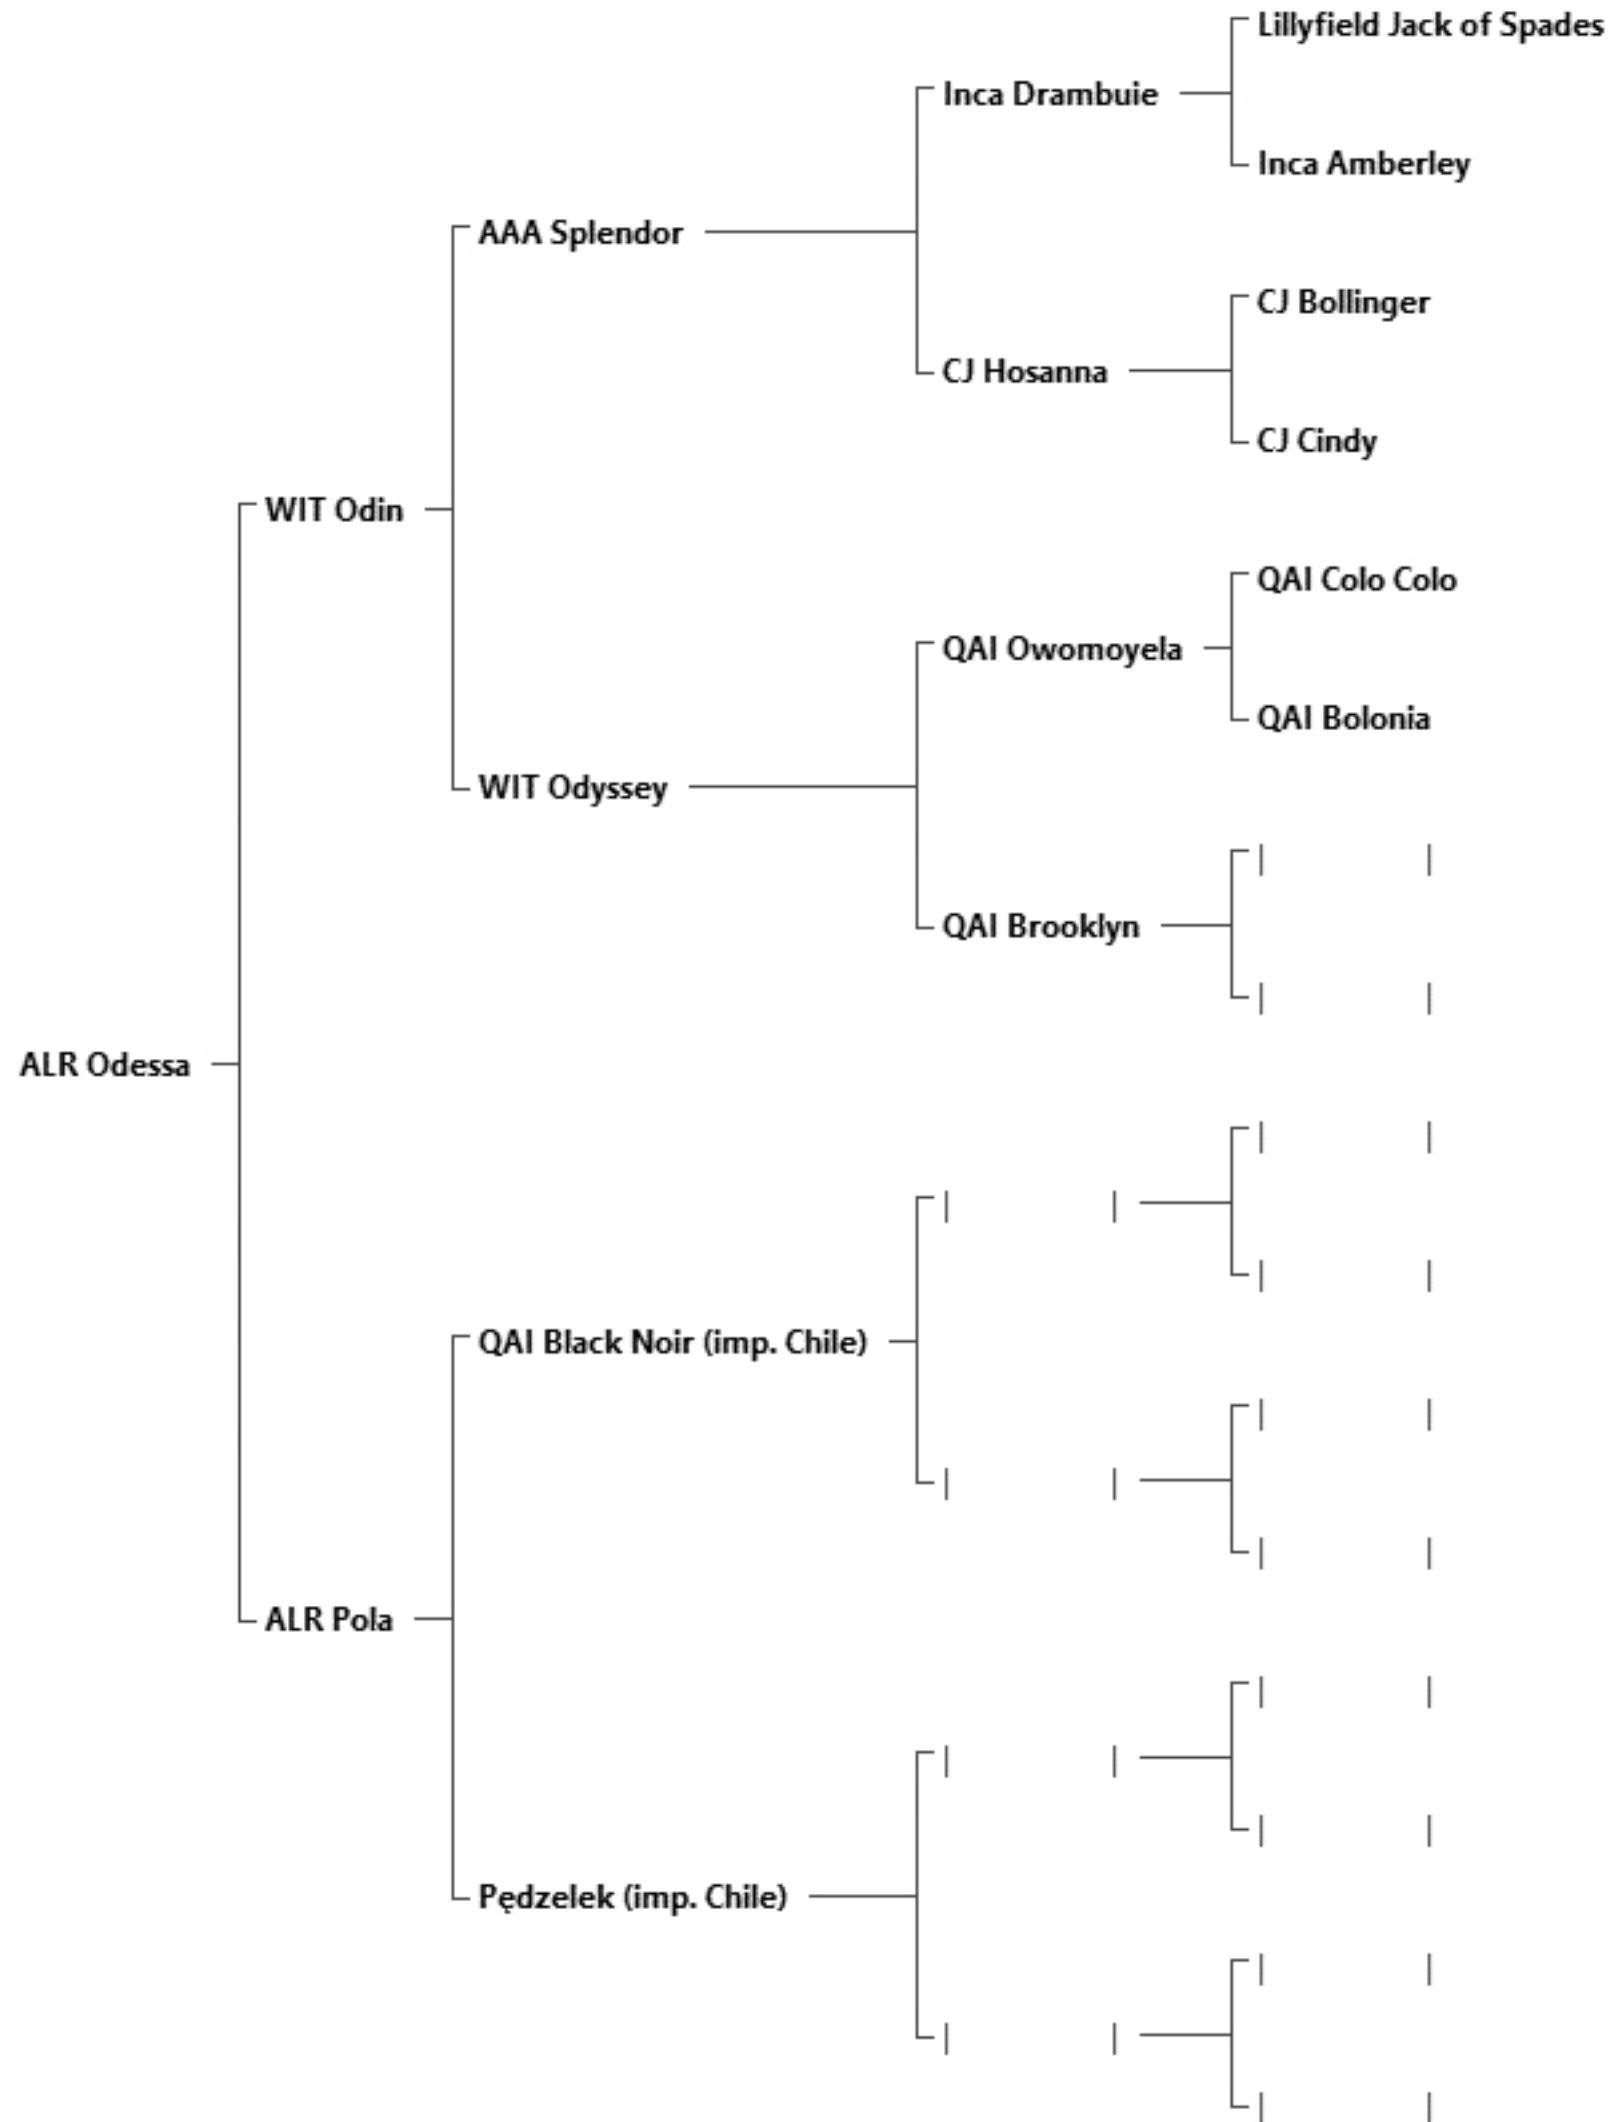 Lillyfield Jack of Spades
Inca Drambuie
Inca Amberley
AAA Splendor
CJ Bollinger
CJ Hosanna
CJ Cindy
WIT Odin
QAI Colo Colo
QAI Owomoyela
QAI Bolonia
WIT Odyssey
QAI Brooklyn
ALR Odessa
QAI Black Noir (imp. Chile)
ALR Pola
Pędzelek (imp. Chile)